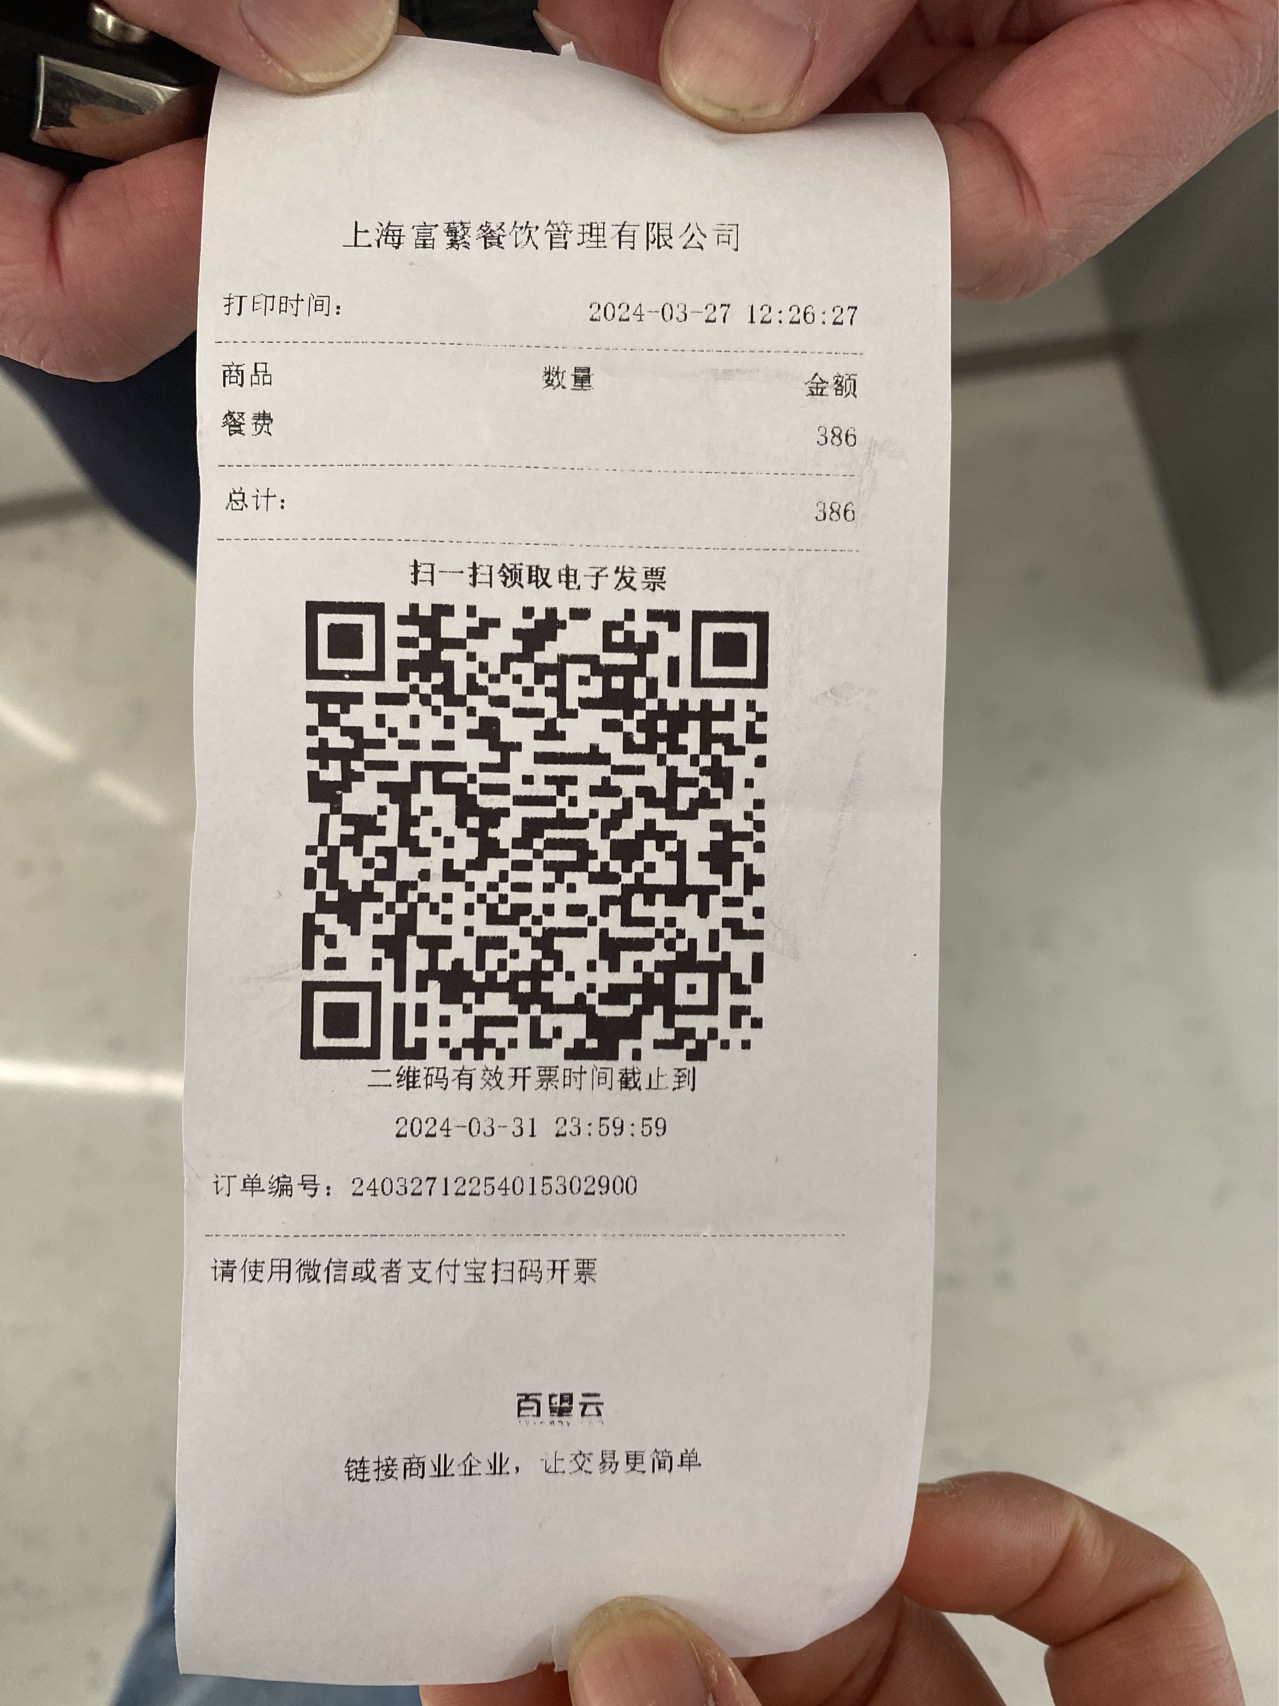 上海富蘩餐饮管理有限公司
打印时间： 2024-03-27 12:26:27
商品 数量 金额
餐费 386
总计： 386
扫一扫领取电子发票
二维码有效开票时间截止到
2024-03-31 23:59:59
订单编号：24032712254015302900
请使用微信或者支付宝扫码开票
百望云
链接商业企业，让交易更简单